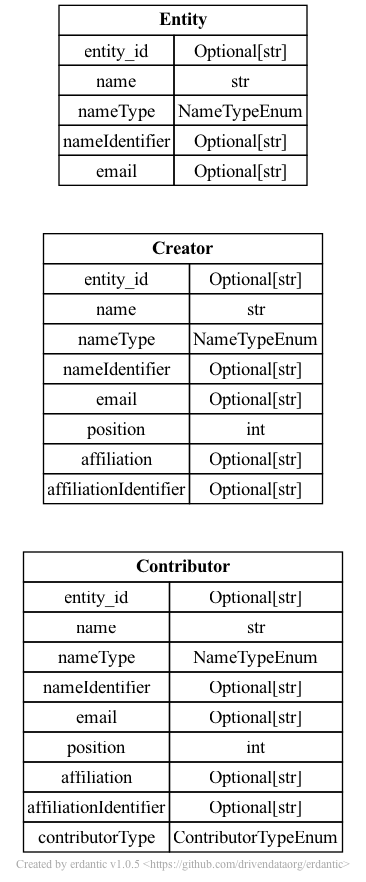 Entity
entity_id Optional[str]
name str
nameType NameTypeEnum
nameIdentifier Optional[str]
email Optional[str]
Creator
entity_id Optional[str]
name str
nameType NameTypeEnum
nameIdentifier Optional[str]
email Optional[str]
position int
affiliation Optional[str]
affiliationIdentifier Optional[str]
Contributor
entity_id Optional[str]
name str
nameType NameTypeEnum
nameIdentifier Optional[str]
email Optional[str]
position int
affiliation Optional[str]
affiliationIdentifier Optional[str]
contributorType ContributorTypeEnum
Created by erdantic v1.0.5 <https://github.com/drivendataorg/erdantic>